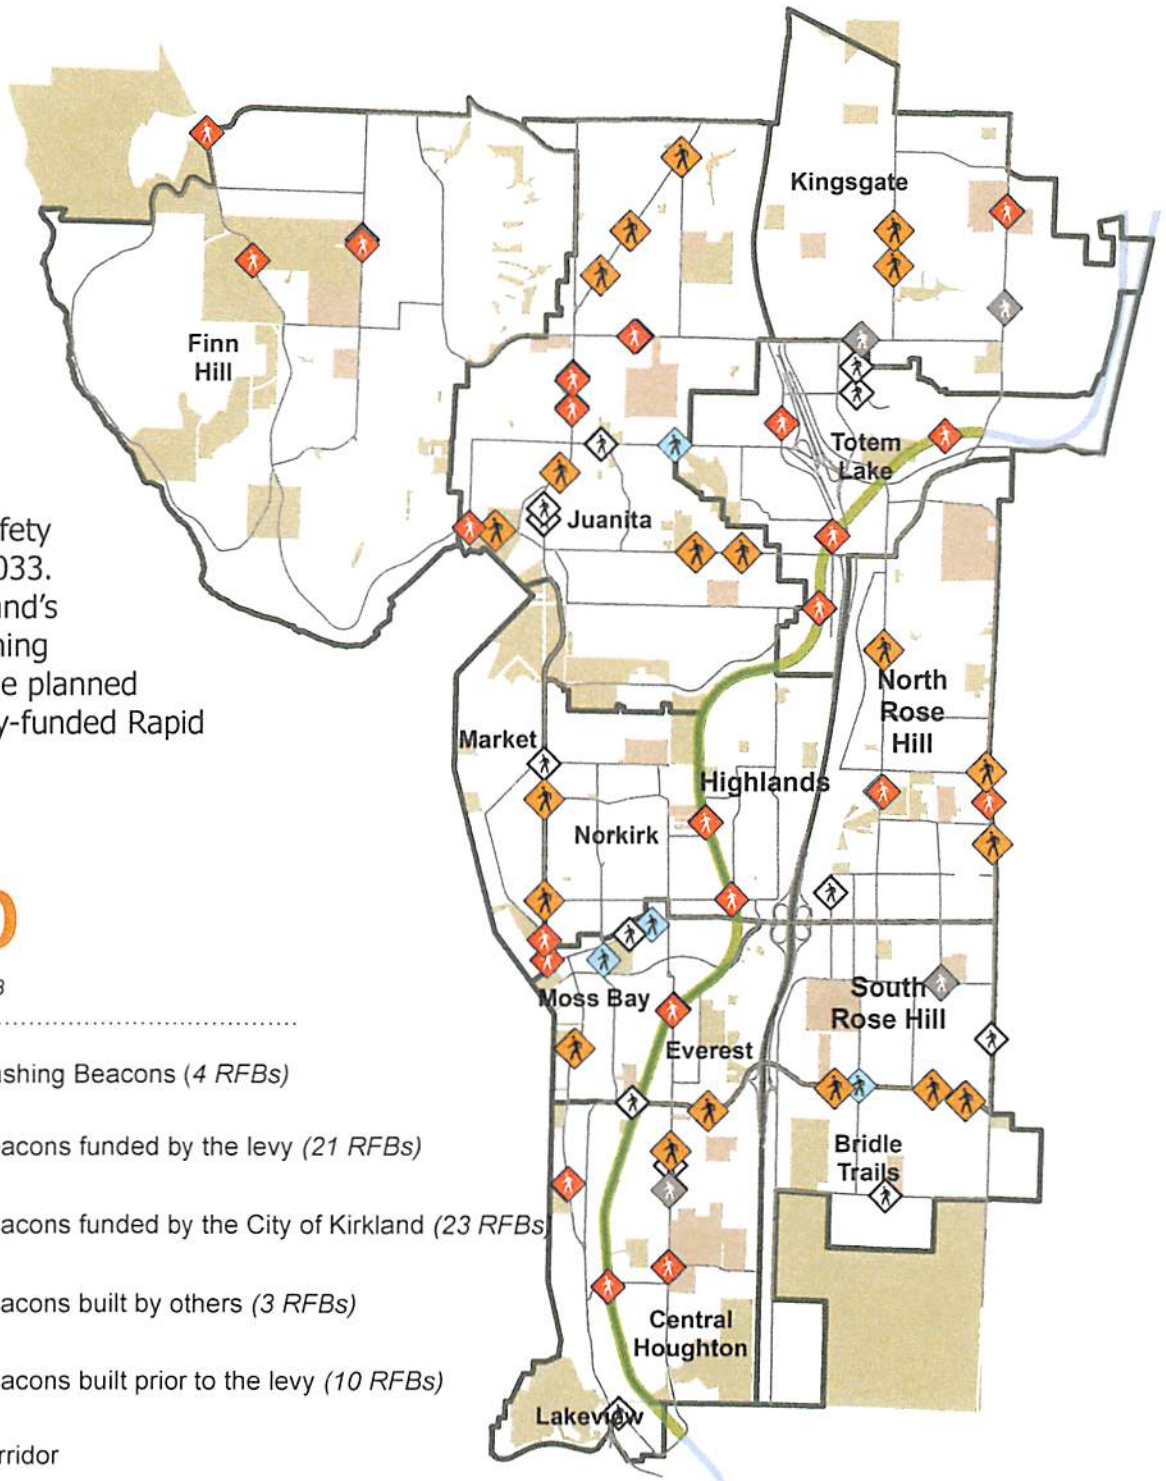 Kingsgate
Finn
Hill
Totem
Lake
Juanita
fety
033.
and's
ning
e planned
y-funded Rapid
North
Rose
Hill
Market
Highlands
Norkirk
Moss Bay
South
Rose Hill
Everest
ashing Beacons (4 RFBs)
eacons funded by the levy (21 RFBs)
Bridle
Trails
eacons funded by the City of Kirkland (23 RFBs)
eacons built by others (3 RFBs)
Central
Houghton
eacons built prior to the levy (10 RFBs)
Lakeview
rridor